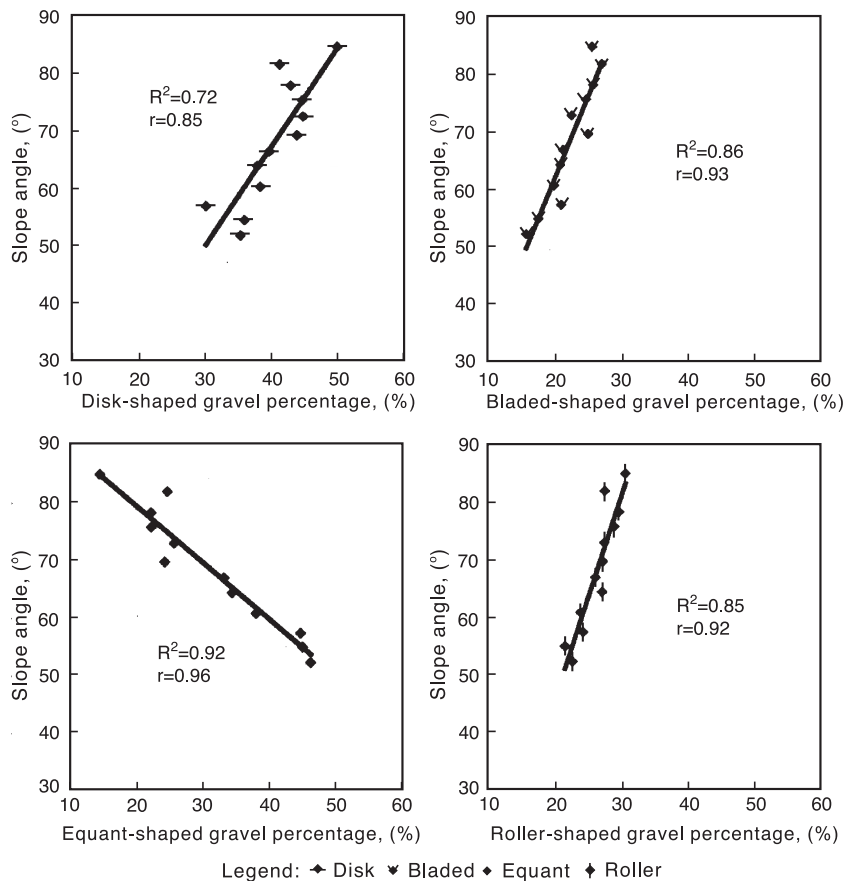 90
80
70
60
50
40
30
Slope angle, (°)
R²=0.72
r=0.85
10 20 30 40 50 60
Disk-shaped gravel percentage, (%)
90
80
70
60
50
40
30
Slope angle, (°)
R²=0.86
r=0.93
10 20 30 40 50 60
Bladed-shaped gravel percentage, (%)
90
80
70
60
50
40
30
Slope angle, (°)
R²=0.92
r=0.96
10 20 30 40 50 60
Equant-shaped gravel percentage, (%)
90
80
70
60
50
40
30
Slope angle, (°)
R²=0.85
r=0.92
10 20 30 40 50 60
Roller-shaped gravel percentage, (%)
Legend: Disk Bladed Equant Roller